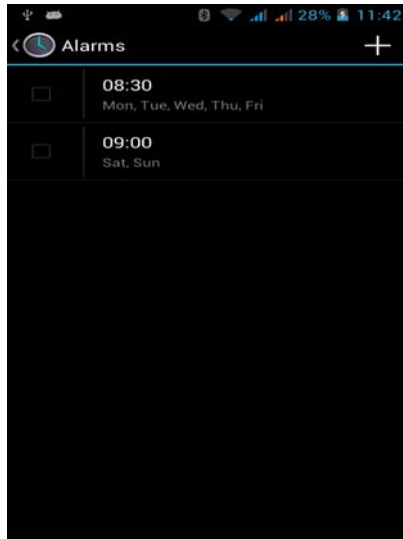 28% 11:42
Alarms
08:30
Mon, Tue, Wed, Thu, Fri
09:00
Sat, Sun